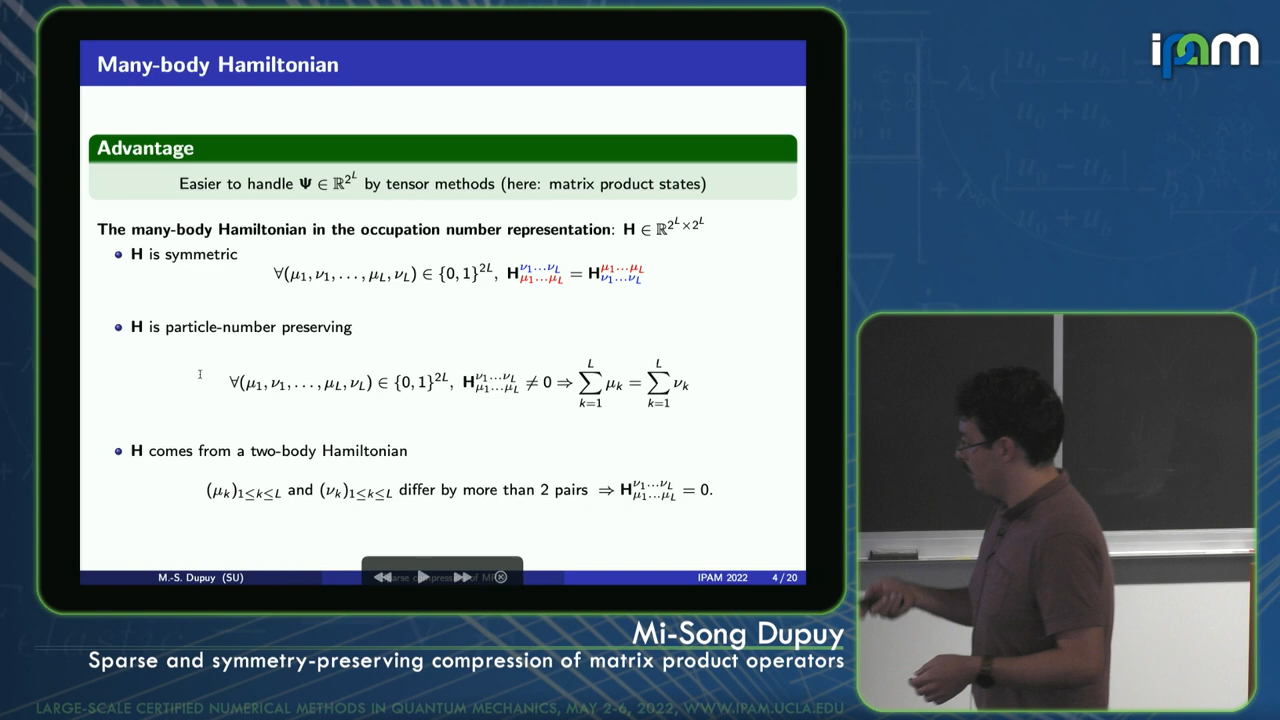 Many-body Hamiltonian
ipam
Advantage
Easier to handle Ψ ∈ ℝ^{2^L} by tensor methods (here: matrix product states)
The many-body Hamiltonian in the occupation number representation: H ∈ ℝ^{2^L×2^L}
• H is symmetric
∀(μ₁, ν₁, . . . , μ_L, ν_L) ∈ {0, 1}^{2L}, H^{ν₁...ν_L}_{μ₁...μ_L} = H^{μ₁...μ_L}_{ν₁...ν_L}
• H is particle-number preserving
∀(μ₁, ν₁, . . . , μ_L, ν_L) ∈ {0, 1}^{2L}, H^{ν₁...ν_L}_{μ₁...μ_L} ≠ 0 ⇒ ∑_{k=1}^{L} μ_k = ∑_{k=1}^{L} ν_k
• H comes from a two-body Hamiltonian
(μ_k)_{1≤k≤L} and (ν_k)_{1≤k≤L} differ by more than 2 pairs ⇒ H^{ν₁...ν_L}_{μ₁...μ_L} = 0.
M.-S. Dupuy (SU)
IPAM 2022 4 / 20
Mi-Song Dupuy
Sparse and symmetry-preserving compression of matrix product operators
LARGE-SCALE CERTIFIED NUMERICAL METHODS IN QUANTUM MECHANICS, MAY 2-6, 2022, WWW.IPAM.UCLA.EDU